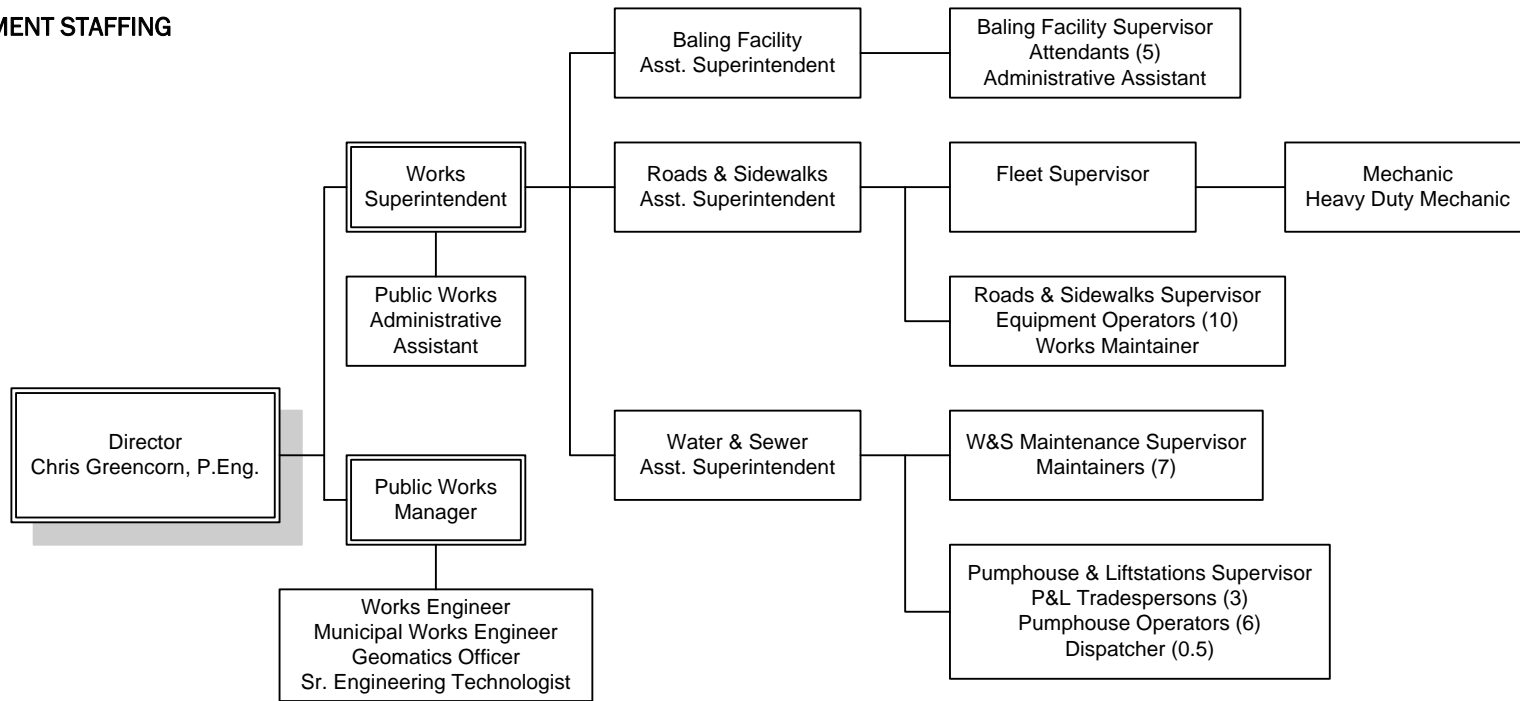 STAFFING
Baling Facility
Asst. Superintendent
Baling Facility Supervisor
Attendants (5)
Administrative Assistant
Works
Superintendent
Roads & Sidewalks
Asst. Superintendent
Fleet Supervisor
Mechanic
Heavy Duty Mechanic
Public Works
Administrative
Assistant
Roads & Sidewalks Supervisor
Equipment Operators (10)
Works Maintainer
Director
Chris Greencorn, P.Eng.
Public Works
Manager
Water & Sewer
Asst. Superintendent
W&S Maintenance Supervisor
Maintainers (7)
Works Engineer
Municipal Works Engineer
Geomatics Officer
Sr. Engineering Technologist
Pumphouse & Liftstations Supervisor
P&L Tradespersons (3)
Pumphouse Operators (6)
Dispatcher (0.5)